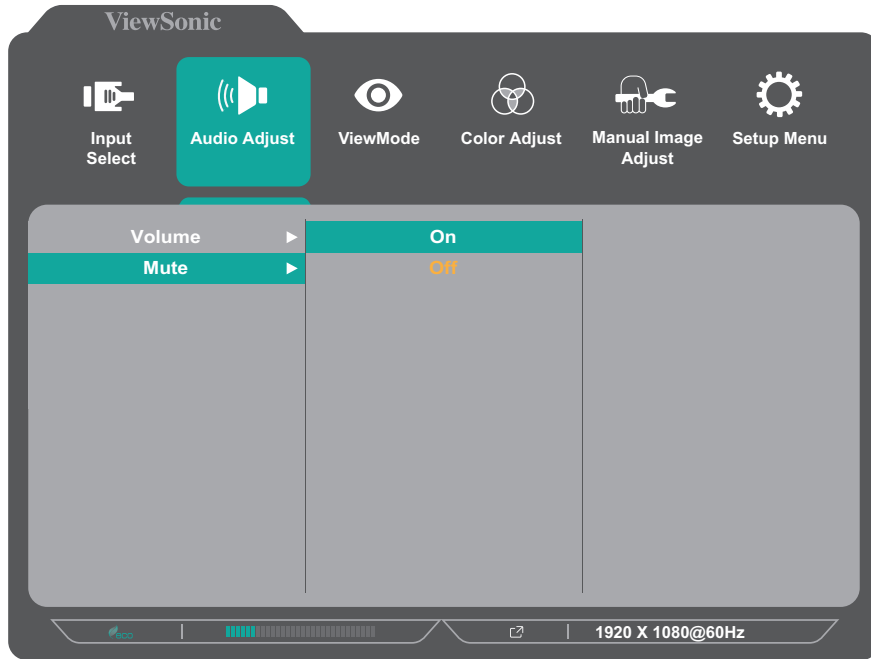 ViewSonic
Input Select
Audio Adjust
ViewMode
Color Adjust
Manual Image Adjust
Setup Menu
Volume
On
Mute
Off
eco
1920 X 1080@60Hz